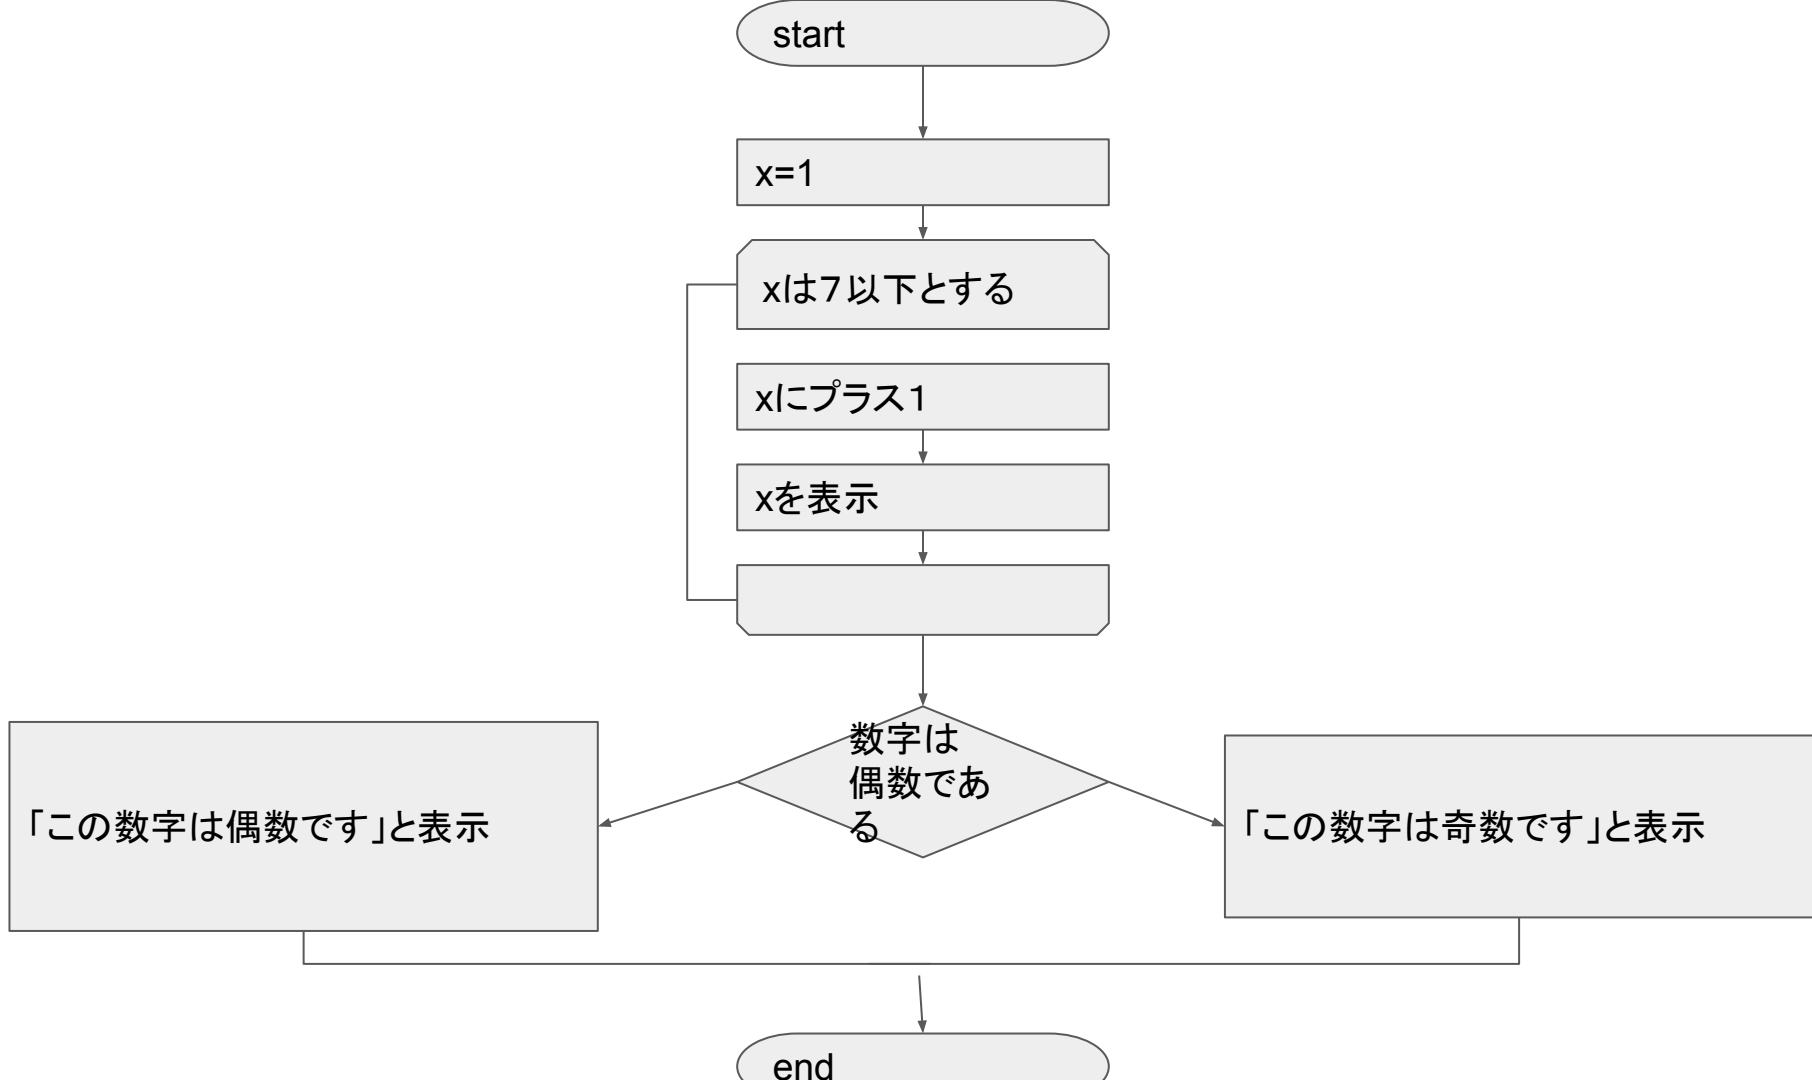 start
x=1
xは７以下とする
xにプラス１
xを表示
数字は
偶数であ
る
「この数字は偶数です」と表示
「この数字は奇数です」と表示
end